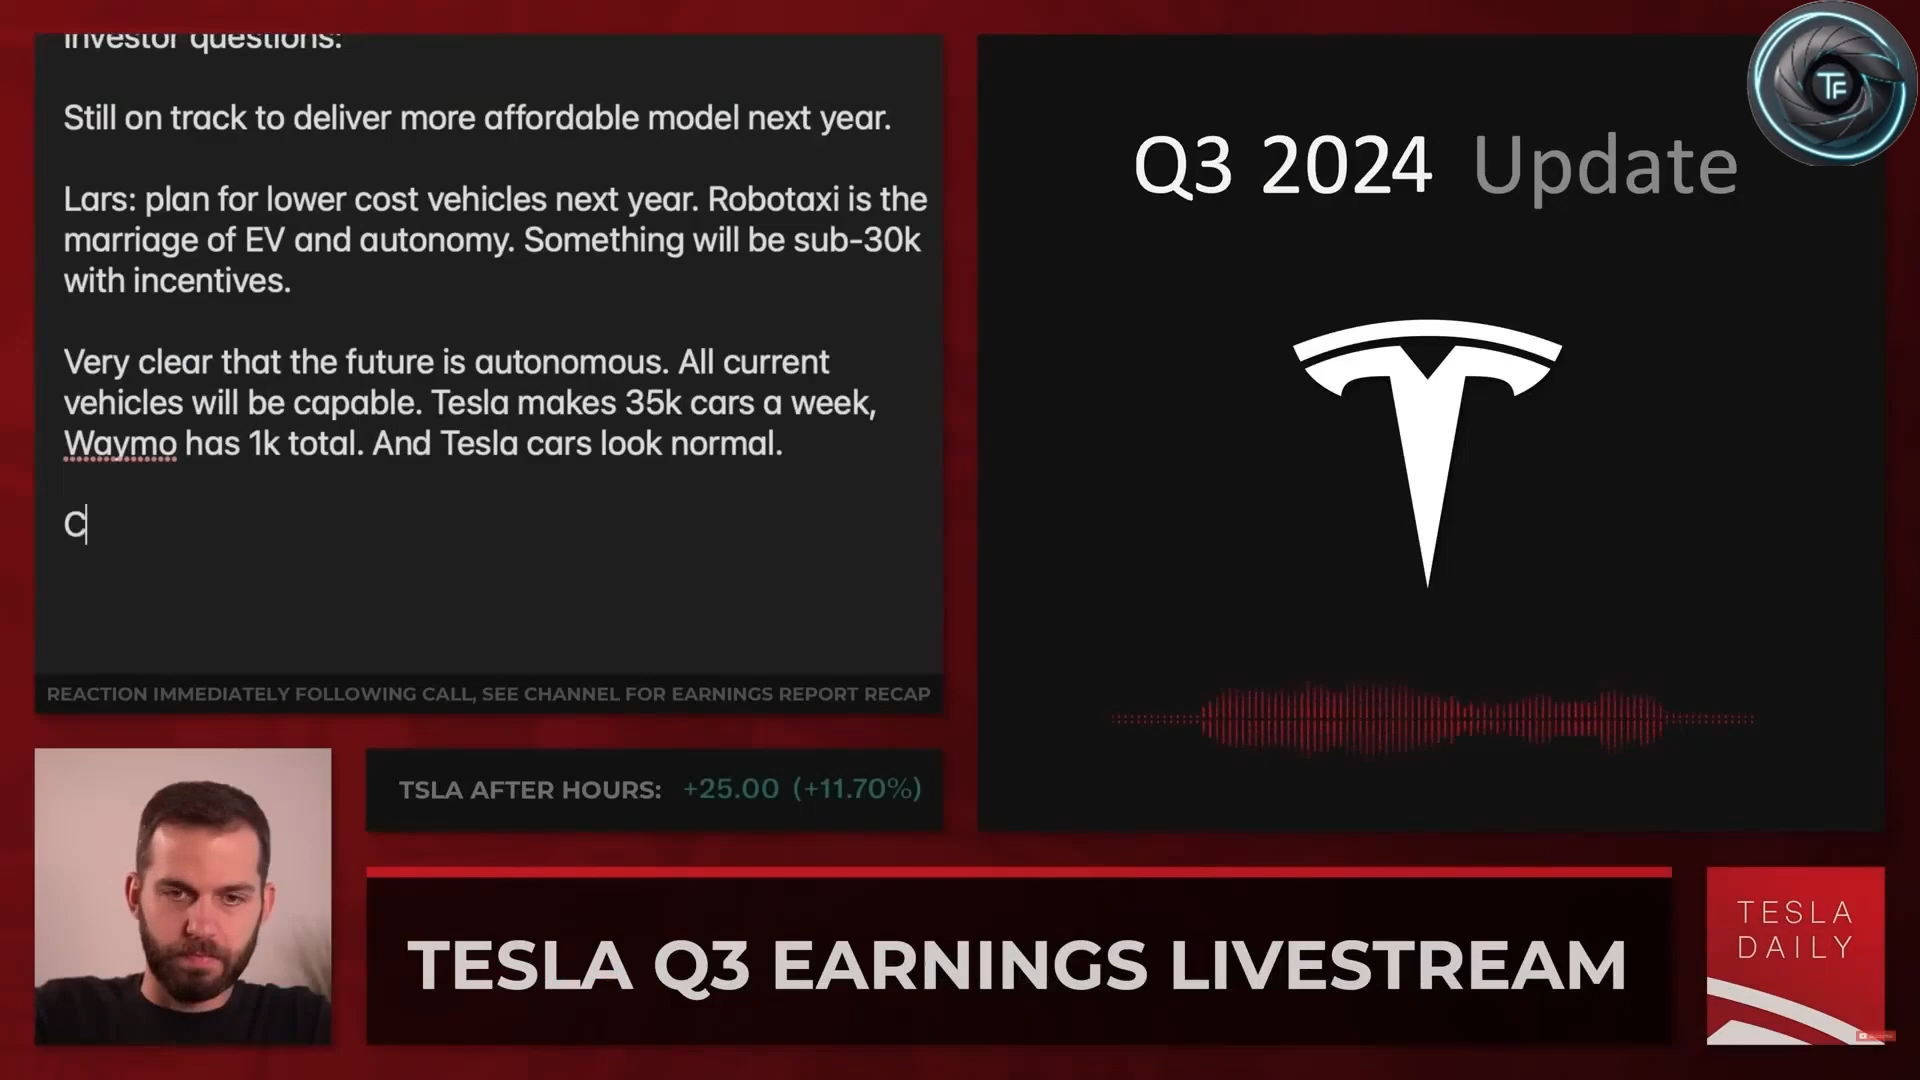 Investor questions:
Still on track to deliver more affordable model next year.
Lars: plan for lower cost vehicles next year. Robotaxi is the
marriage of EV and autonomy. Something will be sub-30k
with incentives.
Very clear that the future is autonomous. All current
vehicles will be capable. Tesla makes 35k cars a week,
Waymo has 1k total. And Tesla cars look normal.
C
REACTION IMMEDIATELY FOLLOWING CALL, SEE CHANNEL FOR EARNINGS REPORT RECAP
TF
Q3 2024 Update
TSLA AFTER HOURS: +25.00 (+11.70%)
TESLA Q3 EARNINGS LIVESTREAM
TESLA
DAILY